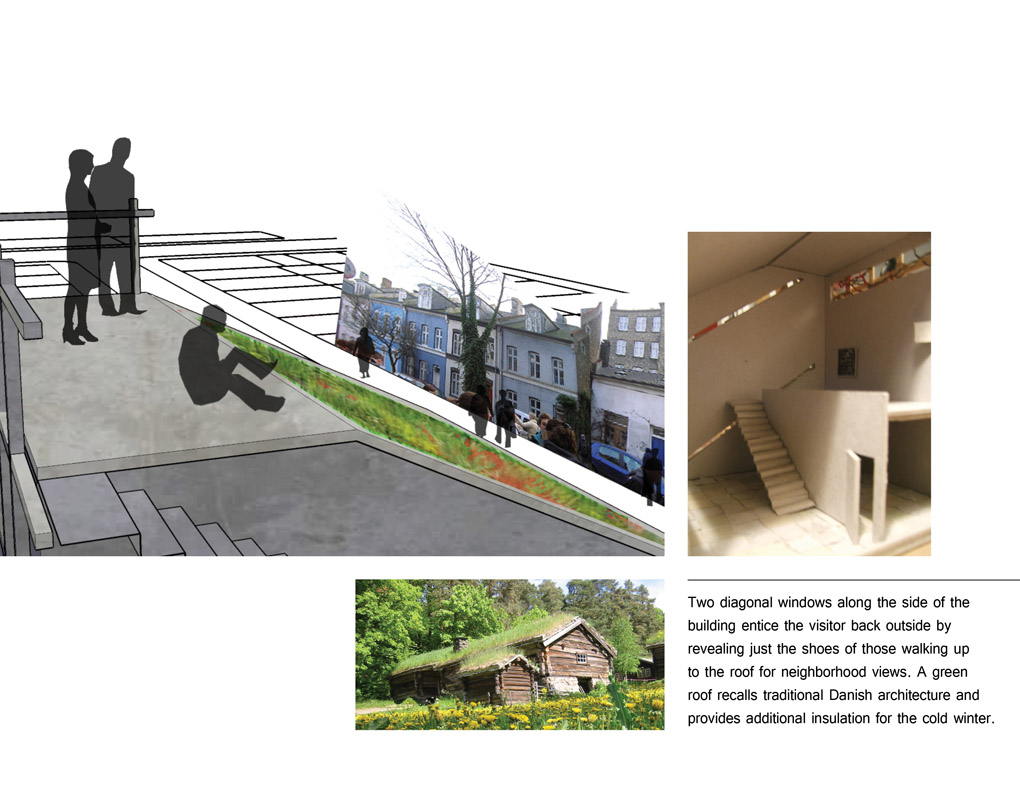 Two diagonal windows along the side of the
building entice the visitor back outside by
revealing just the shoes of those walking up
to the roof for neighborhood views. A green
roof recalls traditional Danish architecture and
provides additional insulation for the cold winter.